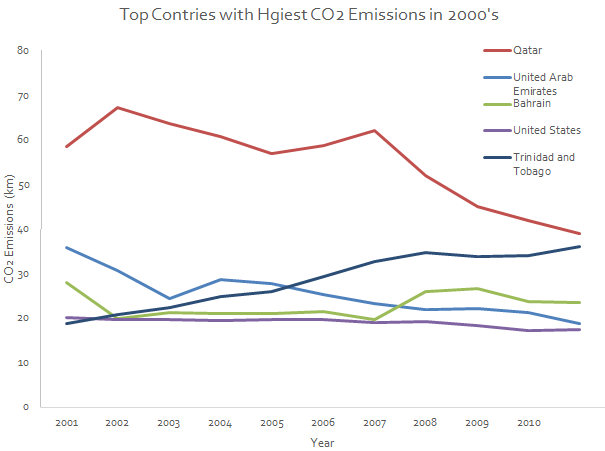 Top Contries with Hgiest CO2 Emissions in 2000's
80
70
60
50
40
30
20
10
0
CO2 Emissions (km)
2001 2002 2003 2004 2005 2006 2007 2008 2009 2010
Year
Qatar
United Arab
Emirates
Bahrain
United States
Trinidad and
Tobago